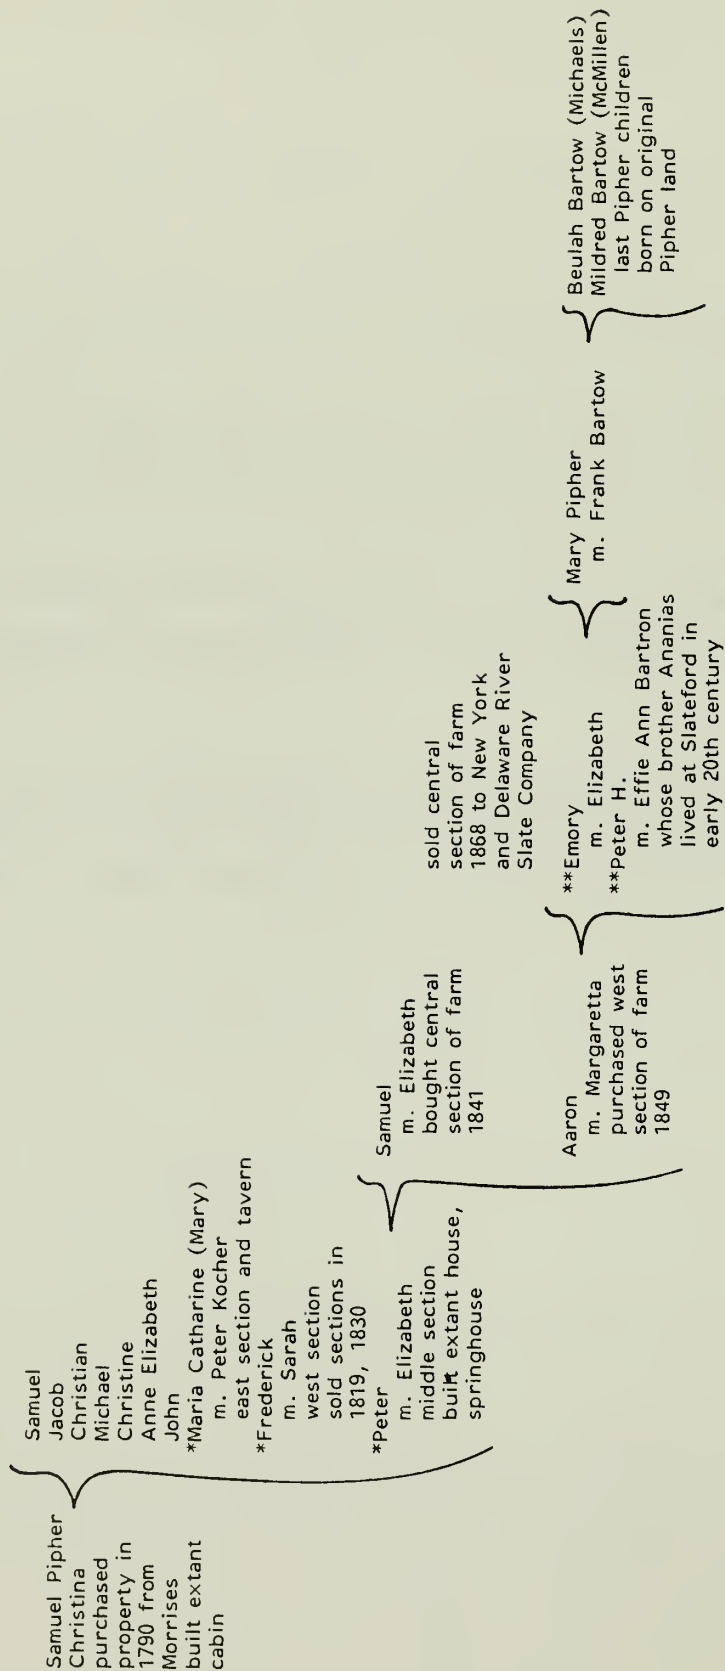 Samuel Pipher
Christina
purchased
property in
1790 from
Morrises
built extant
cabin
Samuel
Jacob
Christian
Michael
Christine
Anne Elizabeth
John
*Maria Catharine (Mary)
m. Peter Kocher
east section and tavern
*Frederick
m. Sarah
west section
sold sections in
1819, 1830
*Peter
m. Elizabeth
middle section
built extant house,
springhouse
Samuel
m. Elizabeth
bought central
section of farm
1841
sold central
section of farm
1868 to New York
and Delaware River
Slate Company
Aaron
m. Margaretta
purchased west
section of farm
1849
**Emory
m. Elizabeth
**Peter H.
m. Effie Ann Bartron
whose brother Ananias
lived at Slateford in
early 20th century
Mary Pipher
m. Frank Bartow
Beulah Bartow (Michaels)
Mildred Bartow (McMillen)
last Pipher children
born on original
Pipher land